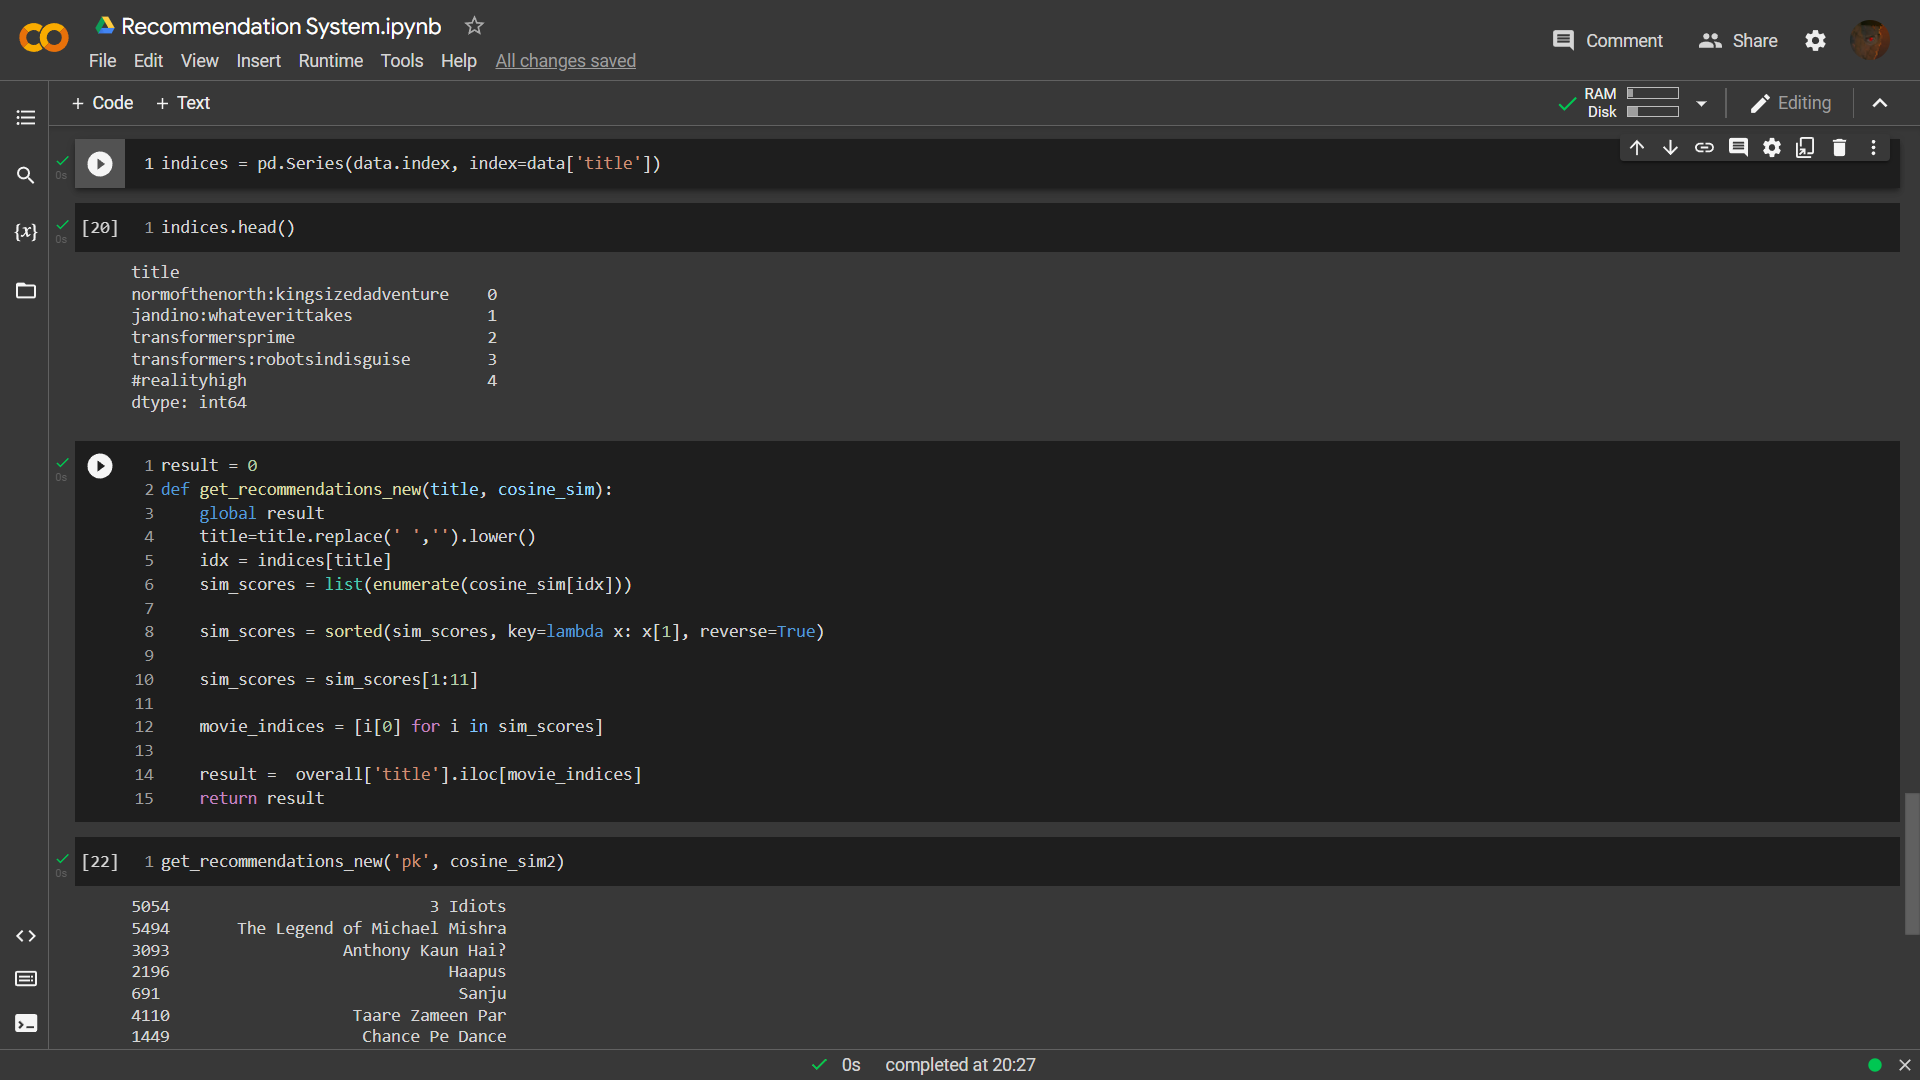 Recommendation System.ipynb
File Edit View Insert Runtime Tools Help All changes saved
Comment Share
+ Code + Text
RAM
Disk
Editing
0s
1 indices = pd.Series(data.index, index=data['title'])
0s
[20] 1 indices.head()
title
normofthenorth:kingsizedadventure 0
jandino:whateverittakes 1
transformersprime 2
transformers:robotsindisguise 3
#realityhigh 4
dtype: int64
0s
1 result = 0
2 def get_recommendations_new(title, cosine_sim):
3 global result
4 title=title.replace(' ','').lower()
5 idx = indices[title]
6 sim_scores = list(enumerate(cosine_sim[idx]))
7
8 sim_scores = sorted(sim_scores, key=lambda x: x[1], reverse=True)
9
10 sim_scores = sim_scores[1:11]
11
12 movie_indices = [i[0] for i in sim_scores]
13
14 result =  overall['title'].iloc[movie_indices]
15 return result
0s
[22] 1 get_recommendations_new('pk', cosine_sim2)
5054 3 Idiots
5494 The Legend of Michael Mishra
3093 Anthony Kaun Hai?
2196 Haapus
691 Sanju
4110 Taare Zameen Par
1449 Chance Pe Dance
0s completed at 20:27